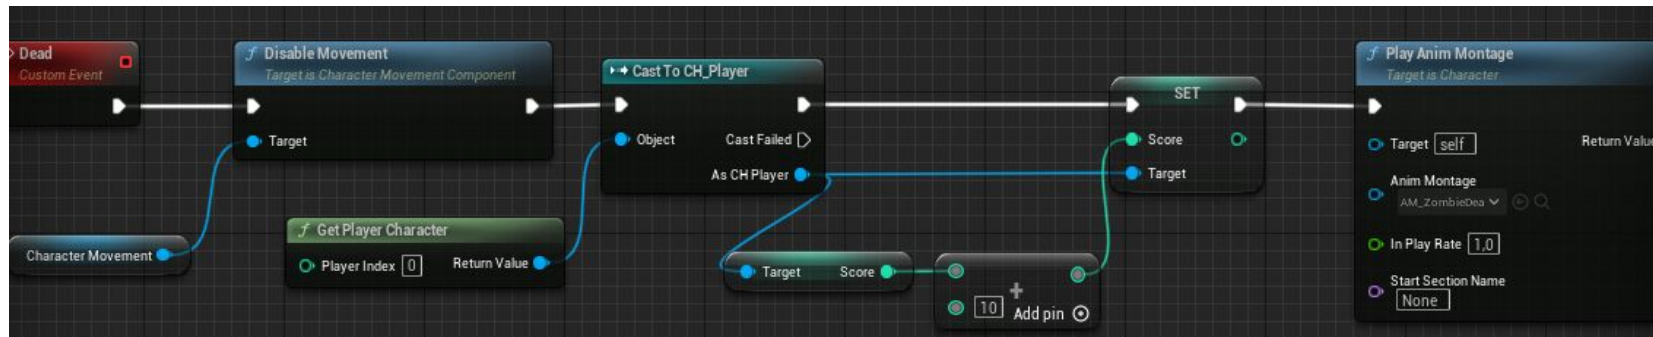 Dead
Custom Event
Disable Movement
Target is Character Movement Component
Target
Character Movement
Get Player Character
Player Index 0
Return Value
Cast To CH_Player
Object
Cast Failed
As CH Player
Target
Score
10
Add pin
SET
Score
Target
Play Anim Montage
Target is Character
Target self
Return Value
Anim Montage
AM_ZombieDea
In Play Rate 1,0
Start Section Name
None